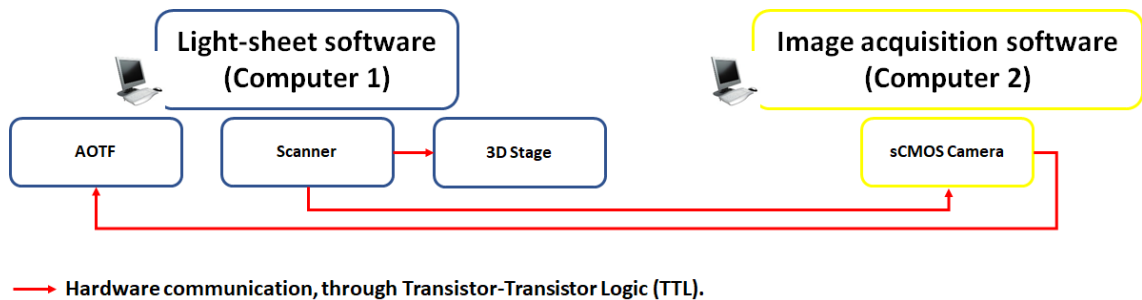 Light-sheet software
(Computer 1)
Image acquisition software
(Computer 2)
AOTF
Scanner
3D Stage
sCMOS Camera
Hardware communication, through Transistor-Transistor Logic (TTL).